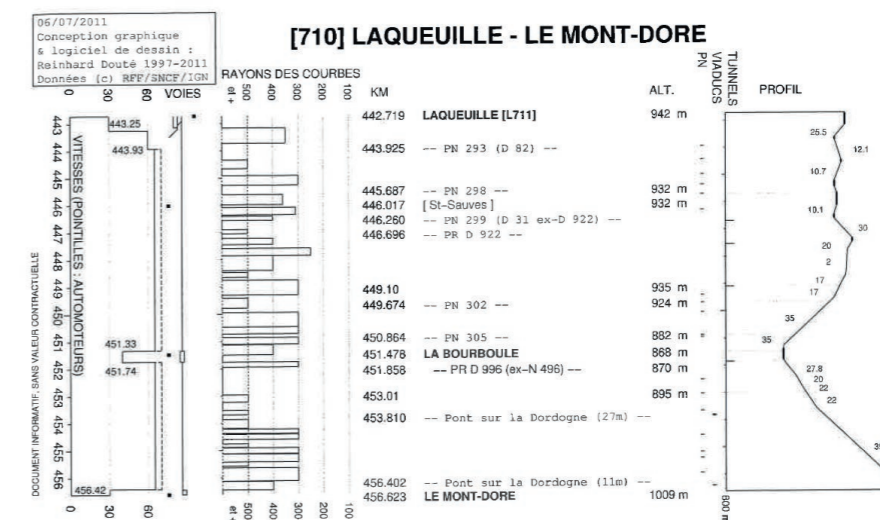 06/07/2011
Conception graphique
& logiciel de dessin :
Reinhard Douté 1997-2011
Données (c) RFF/SNCF/IGN
[710] LAQUEUILLE - LE MONT-DORE
0 30 60 VOIES
RAYONS DES COURBES
et + 500 400 300 200 100
KM
ALT.
TUNNELS
VIADUCS
PN
PROFIL
442.719 LAQUEUILLE [L711] 942 m
443.925 -- PN 293 (D 82) --
445.687 -- PN 298 -- 932 m
446.017 [St-Sauves] 932 m
446.260 -- PN 299 (D 31 ex-D 922) --
446.696 -- PR D 922 --
449.10 935 m
449.674 -- PN 302 -- 924 m
450.864 -- PN 305 -- 882 m
451.478 LA BOURBOULE 868 m
451.858 -- PR D 996 (ex-N 496) -- 870 m
453.01 895 m
453.810 -- Pont sur la Dordogne (27m) --
456.402 -- Pont sur la Dordogne (11m) --
456.623 LE MONT-DORE 1009 m
443 444 445 446 447 448 449 450 451 452 453 454 455 456
443.25
443.93
451.33
451.74
456.42
VITESSES (POINTILLES : AUTOMOTEURS)
DOCUMENT INFORMATIF, SANS VALEUR CONTRACTUELLE
0 30 60
et + 500 400 300 200 100
25.5
12.1
10.7
10.1
30
20
2
17
17
35
35
27.8
20
22
22
800 m